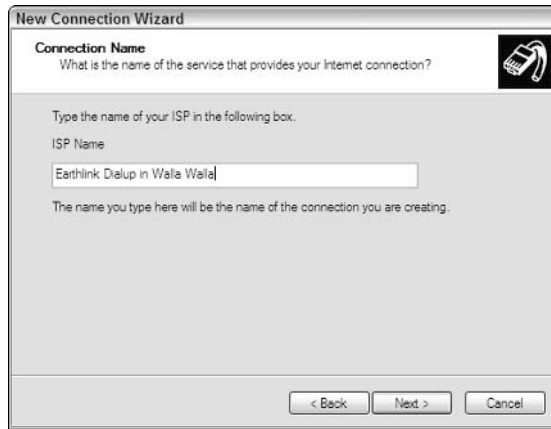 New Connection Wizard
Connection Name
What is the name of the service that provides your Internet connection?
Type the name of your ISP in the following box.
ISP Name
Earthlink Dialup in Walla Walla
The name you type here will be the name of the connection you are creating.
< Back Next > Cancel